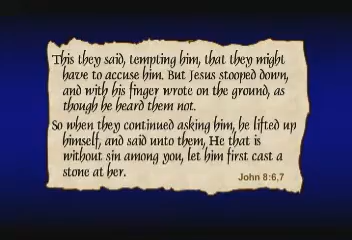 This they said, tempting him, that they might
have to accuse him. But Jesus stooped down,
and with his finger wrote on the ground, as
though he heard them not.
So when they continued asking him, he lifted up
himself, and said unto them, He that is
without sin among you, let him first cast a
stone at her.
John 8:6,7